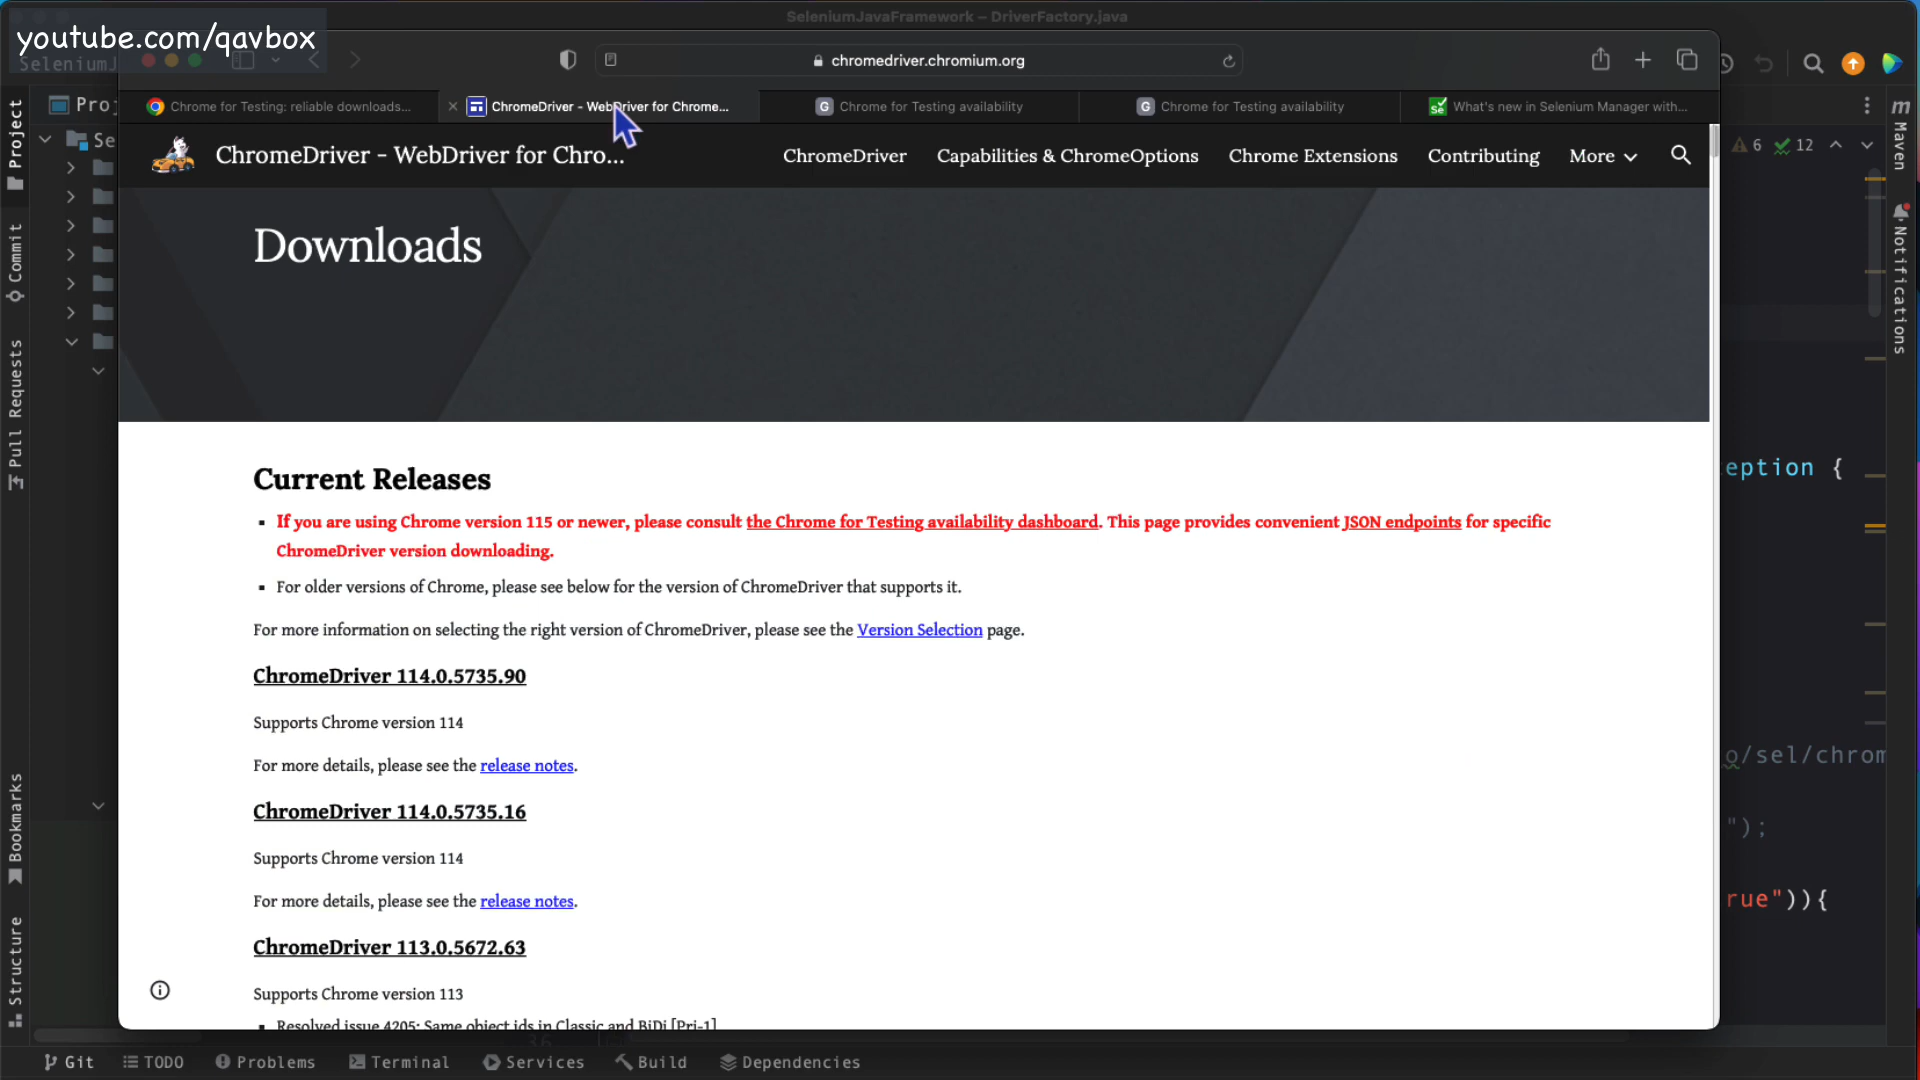 SeleniumJavaFramework – DriverFactory.java
youtube.com/qavbox
SeleniumJ
chromedriver.chromium.org
Chrome for Testing: reliable downloads...
ChromeDriver - WebDriver for Chrome...
Chrome for Testing availability
Chrome for Testing availability
What's new in Selenium Manager with...
Proj
Se
Project
Commit
Pull Requests
Bookmarks
Structure
ChromeDriver - WebDriver for Chro...
ChromeDriver
Capabilities & ChromeOptions
Chrome Extensions
Contributing
More
6
12
Maven
Notifications
Downloads
Current Releases
If you are using Chrome version 115 or newer, please consult the Chrome for Testing availability dashboard. This page provides convenient JSON endpoints for specific
ChromeDriver version downloading.
For older versions of Chrome, please see below for the version of ChromeDriver that supports it.
For more information on selecting the right version of ChromeDriver, please see the Version Selection page.
ChromeDriver 114.0.5735.90
Supports Chrome version 114
For more details, please see the release notes.
ChromeDriver 114.0.5735.16
Supports Chrome version 114
For more details, please see the release notes.
ChromeDriver 113.0.5672.63
Supports Chrome version 113
Resolved issue 4205: Same object ids in Classic and BiDi [Pri-1]
eption {
o/sel/chrom
");
rue")){
36
Git
TODO
Problems
Terminal
Services
Build
Dependencies